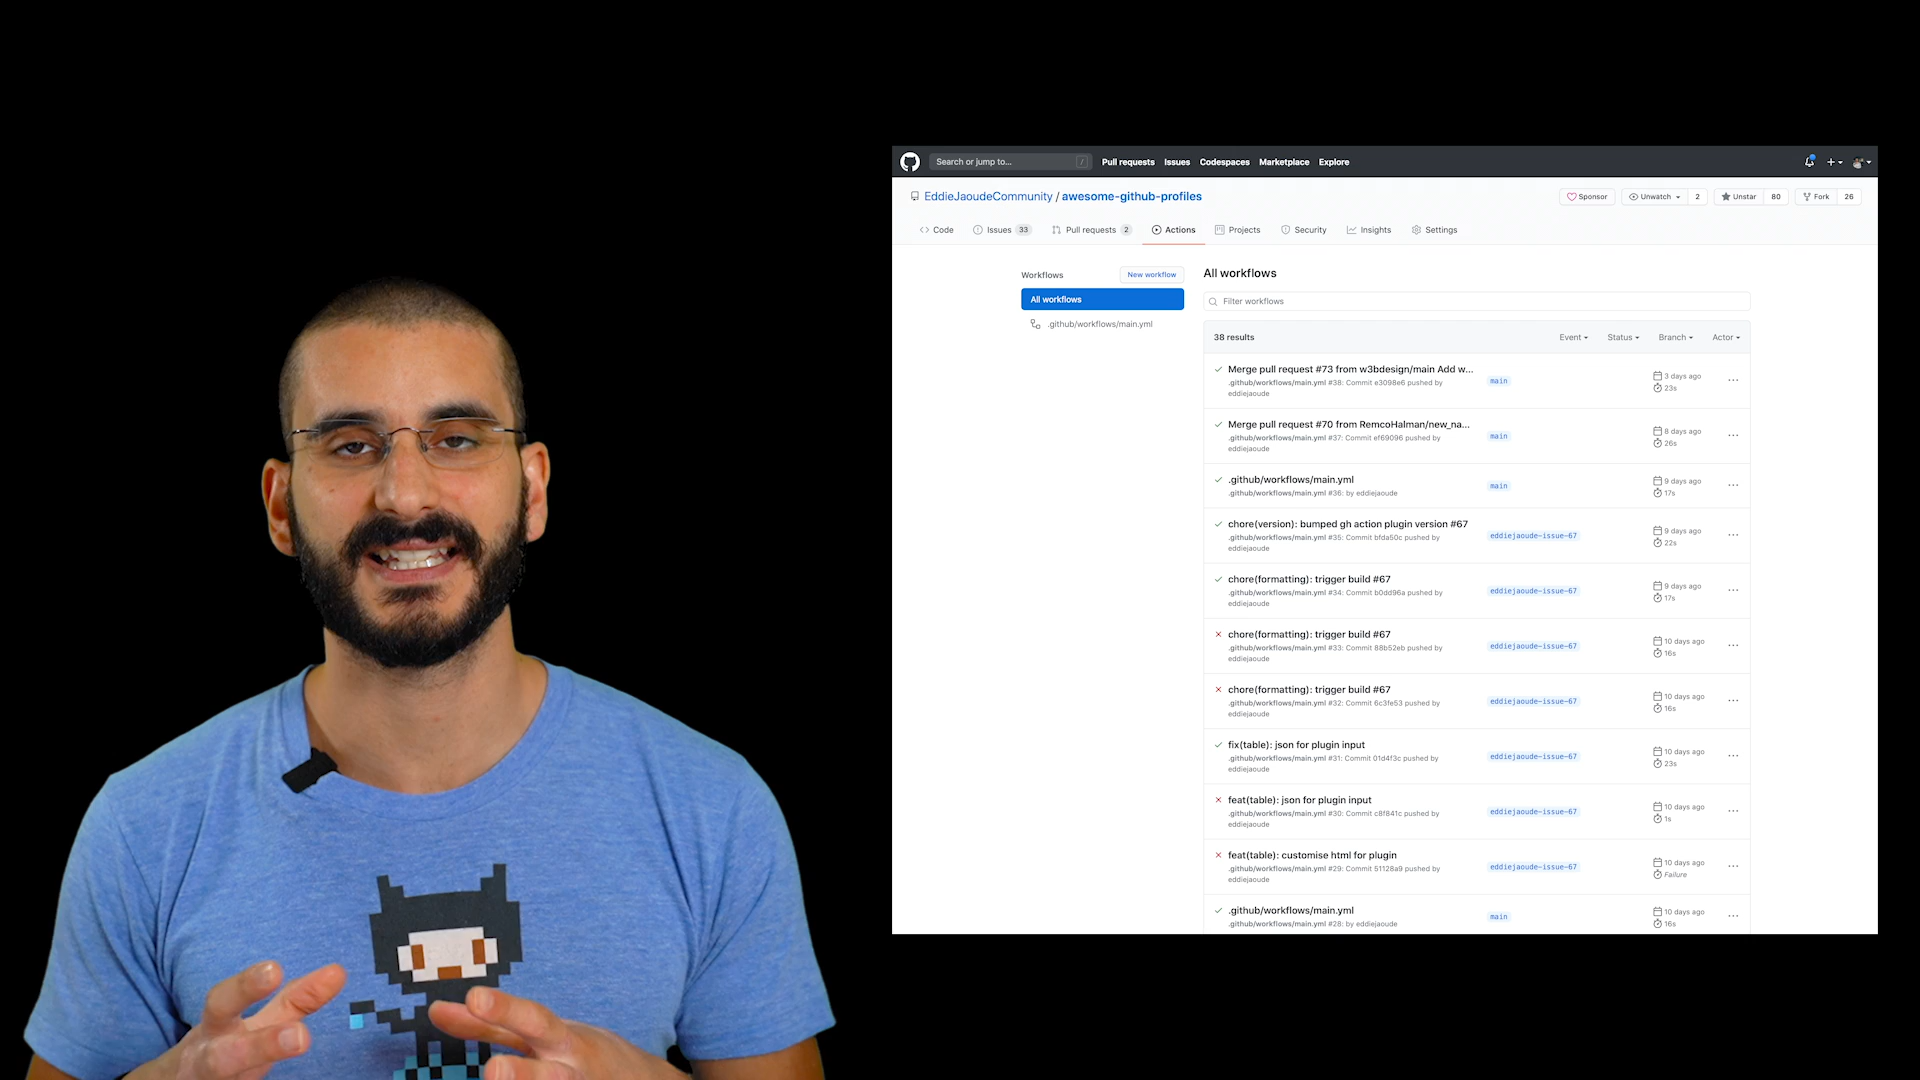 Search or jump to... /
Pull requests Issues Codespaces Marketplace Explore
EddieJaoudeCommunity / awesome-github-profiles
Sponsor Unwatch 2 Unstar 80 Fork 26
Code Issues 33 Pull requests 2 Actions Projects Security Insights Settings
Workflows New workflow
All workflows
.github/workflows/main.yml
All workflows
Filter workflows
38 results Event Status Branch Actor
Merge pull request #73 from w3bdesign/main Add w...
.github/workflows/main.yml #38: Commit e3098e6 pushed by
eddiejaoude
main
3 days ago
23s
Merge pull request #70 from RemcoHalman/new_na...
.github/workflows/main.yml #37: Commit ef69096 pushed by
eddiejaoude
main
8 days ago
26s
.github/workflows/main.yml
.github/workflows/main.yml #36: by eddiejaoude
main
9 days ago
17s
chore(version): bumped gh action plugin version #67
.github/workflows/main.yml #35: Commit bfda50c pushed by
eddiejaoude
eddiejaoude-issue-67
9 days ago
22s
chore(formatting): trigger build #67
.github/workflows/main.yml #34: Commit b0dd96a pushed by
eddiejaoude
eddiejaoude-issue-67
9 days ago
17s
chore(formatting): trigger build #67
.github/workflows/main.yml #33: Commit 88b52eb pushed by
eddiejaoude
eddiejaoude-issue-67
10 days ago
16s
chore(formatting): trigger build #67
.github/workflows/main.yml #32: Commit 6c3fe53 pushed by
eddiejaoude
eddiejaoude-issue-67
10 days ago
16s
fix(table): json for plugin input
.github/workflows/main.yml #31: Commit 01d4f3c pushed by
eddiejaoude
eddiejaoude-issue-67
10 days ago
23s
feat(table): json for plugin input
.github/workflows/main.yml #30: Commit c8f841c pushed by
eddiejaoude
eddiejaoude-issue-67
10 days ago
1s
feat(table): customise html for plugin
.github/workflows/main.yml #29: Commit 51128a9 pushed by
eddiejaoude
eddiejaoude-issue-67
10 days ago
Failure
.github/workflows/main.yml
.github/workflows/main.yml #28: by eddiejaoude
main
10 days ago
16s